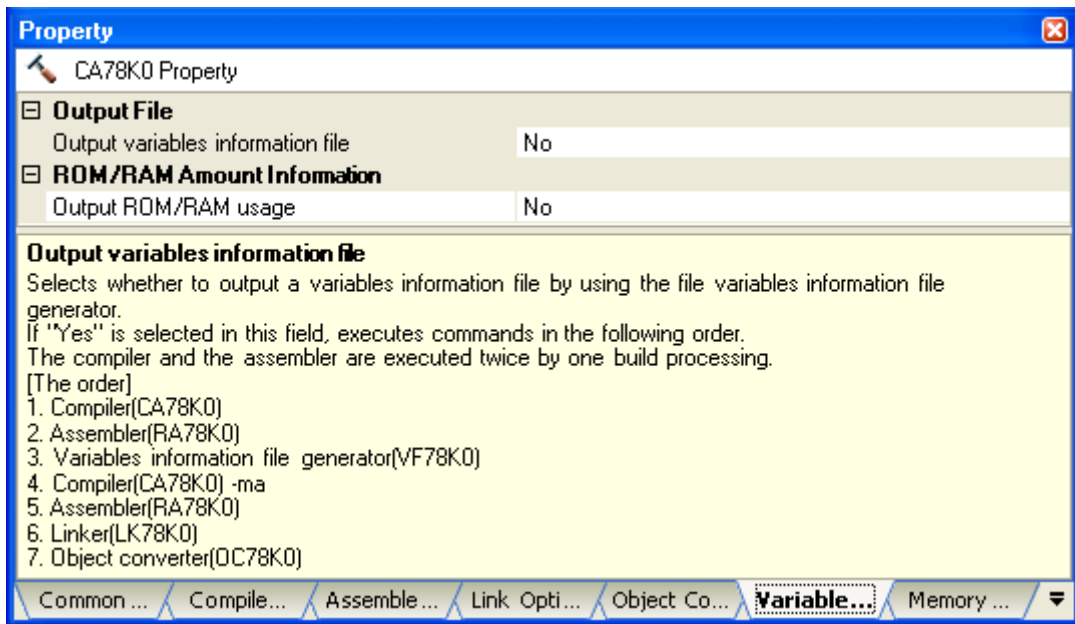 Property
CA78K0 Property
Output File
Output variables information file No
ROM/RAM Amount Information
Output ROM/RAM usage No
Output variables information file
Selects whether to output a variables information file by using the file variables information file
generator.
If "Yes" is selected in this field, executes commands in the following order.
The compiler and the assembler are executed twice by one build processing.
[The order]
1. Compiler(CA78K0)
2. Assembler(RA78K0)
3. Variables information file generator(VF78K0)
4. Compiler(CA78K0) -ma
5. Assembler(RA78K0)
6. Linker(LK78K0)
7. Object converter(OC78K0)
Common ... Compile... Assemble... Link Opti... Object Co... Variable... Memory ...